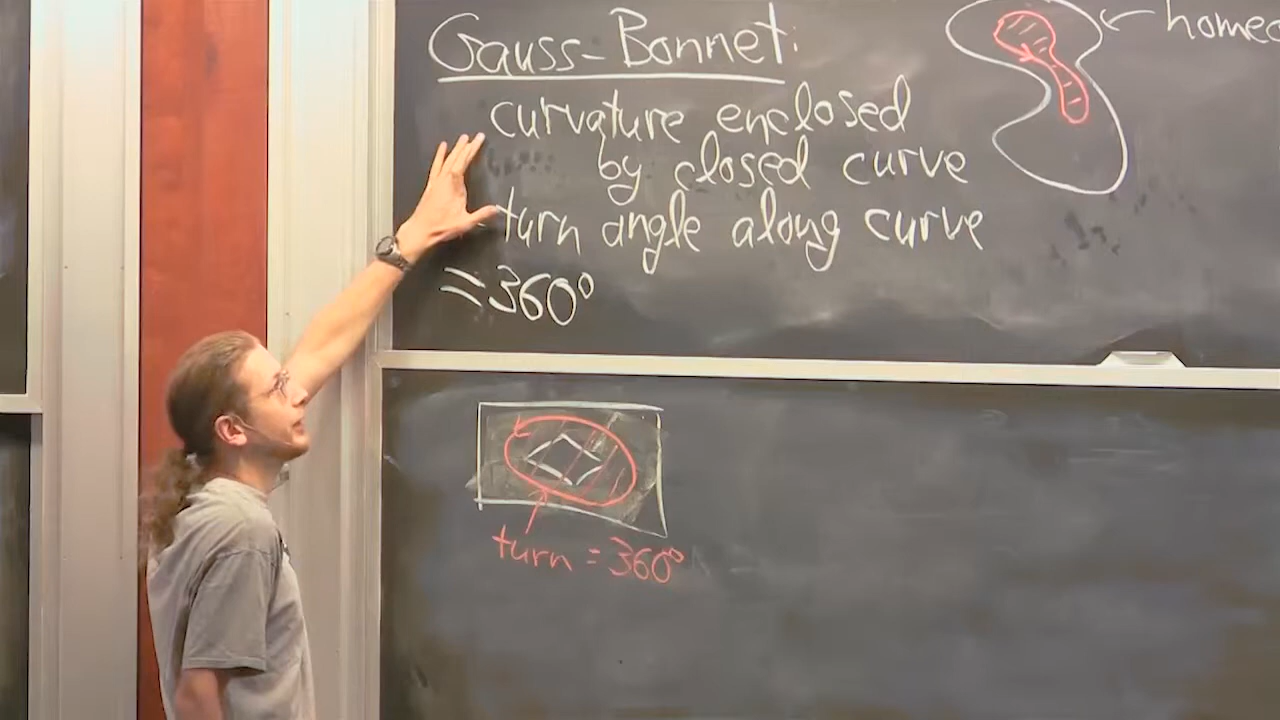 Gauss-Bonnet:
curvature enclosed
by closed curve
turn angle along curve
=360°
turn = 360°